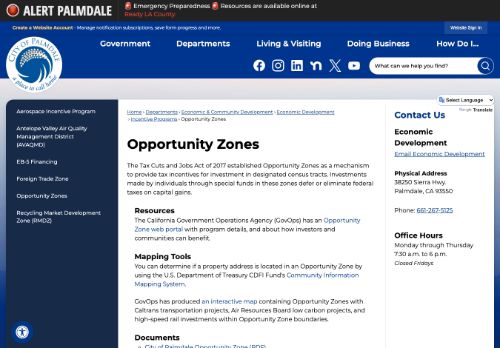 ALERT PALMDALE
🚨 Emergency Preparedness 🚨 Resources are available online at
Ready LA County.
Create a Website Account - Manage notification subscriptions, save form progress and more.
Website Sign In
CITY OF PALMDALE
a place to call home
Government
Departments
Living & Visiting
Doing Business
How Do I...
What can we help you find?
Select Language
Google Translate
Aerospace Incentive Program
Antelope Valley Air Quality
Management District
(AVAQMD)
EB-5 Financing
Foreign Trade Zone
Opportunity Zones
Recycling Market Development
Zone (RMDZ)
Home › Departments › Economic & Community Development › Economic Development
› Incentive Programs › Opportunity Zones
Opportunity Zones
The Tax Cuts and Jobs Act of 2017 established Opportunity Zones as a mechanism
to provide tax incentives for investment in designated census tracts. Investments
made by individuals through special funds in these zones defer or eliminate federal
taxes on capital gains.
Resources
The California Government Operations Agency (GovOps) has an Opportunity
Zone web portal with program details, and about how investors and
communities can benefit.
Mapping Tools
You can determine if a property address is located in an Opportunity Zone by
using the U.S. Department of Treasury CDFI Fund's Community Information
Mapping System.
GovOps has produced an interactive map containing Opportunity Zones with
Caltrans transportation projects, Air Resources Board low carbon projects, and
high-speed rail investments within Opportunity Zone boundaries.
Documents
City of Palmdale Opportunity Zone (PDF)
Contact Us
Economic
Development
Email Economic Development
Physical Address
38250 Sierra Hwy.
Palmdale, CA 93550
Phone: 661-267-5125
Office Hours
Monday through Thursday
7:30 a.m. to 6 p.m.
Closed Fridays